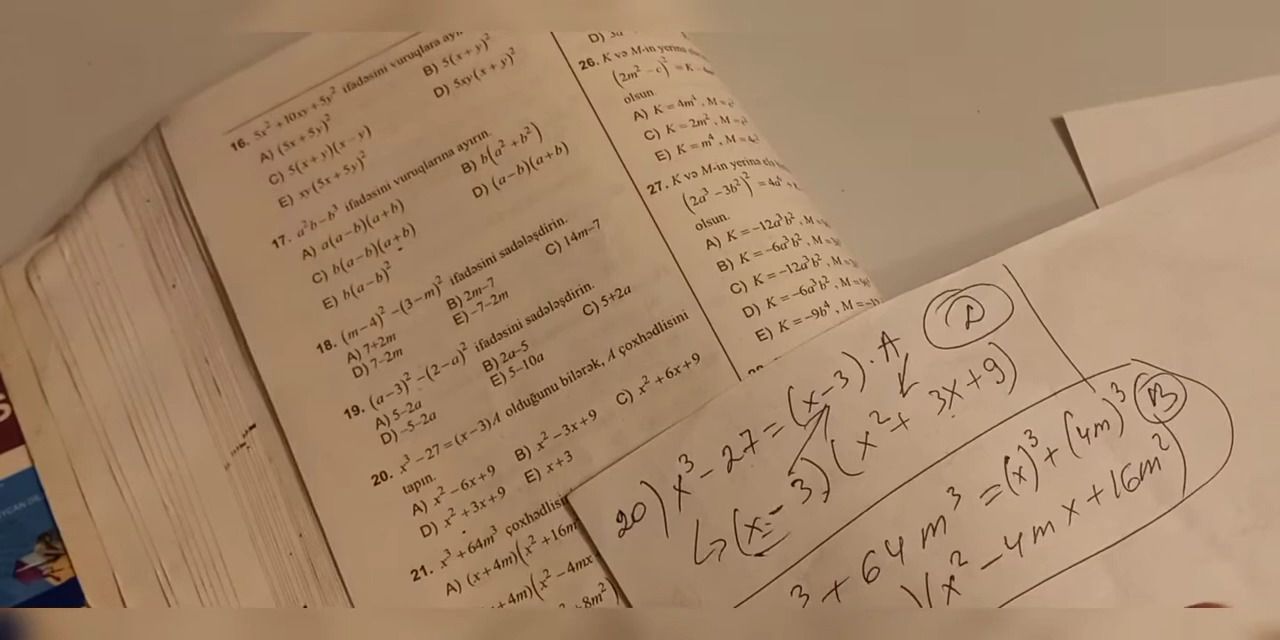 16. 5x² + 10xy + 5y² ifadəsini vuruqlara
A) (5x + 5y)²
B) 5(x + y)²
C) 5(x + y)(x − y)
D) 5xy(x + y)²
E) xy(5x + 5y)²
17. a²b − b³ ifadəsini vuruqlarına ayırın.
A) a(a − b)(a + b)
B) b(a² + b²)
C) b(a − b)(a + b)
D) (a − b)(a + b)
E) b(a − b)²
18. (m − 4)² − (3 − m)² ifadəsini sadələşdirin.
A) 7 + 2m
B) 2m − 7
C) 14m − 7
D) 7 − 2m
E) −7 − 2m
19. (a − 3)² − (2 − a)² ifadəsini sadələşdirin.
A) 5 − 2a
B) 2a − 5
C) 5 + 2a
D) −5 − 2a
E) 5 − 10a
20. x³ − 27 = (x − 3)A olduğunu bilərək, A çoxhədlisini
tapın.
A) x² − 6x + 9
B) x² − 3x + 9
C) x² + 6x + 9
D) x² + 3x + 9
E) x + 3
21. x³ + 64m³
A) (x + 4m)(x² + 16m
+ 4m)(x² − 4mx
8m²)
D)
26. K və M-in yerinə
(2m² − c)² = K −
olsun.
A) K = 4m⁴, M =
C) K = 2m², M =
E) K = m⁴, M =
27. K və M-in yerinə
(2a³ − 3b²)² = 4a⁶
olsun.
A) K = −12a³b², M =
B) K = −6a³b², M =
C) K = −12a³b², M =
D) K = −6a³b², M =
E) K = −9b⁴, M =
D
20) x³ − 27 = (x − 3) · A
(x − 3)(x² + 3x + 9)
B
3 + 64m³ = (x)³ + (4m)³
)(x² − 4mx + 16m²)